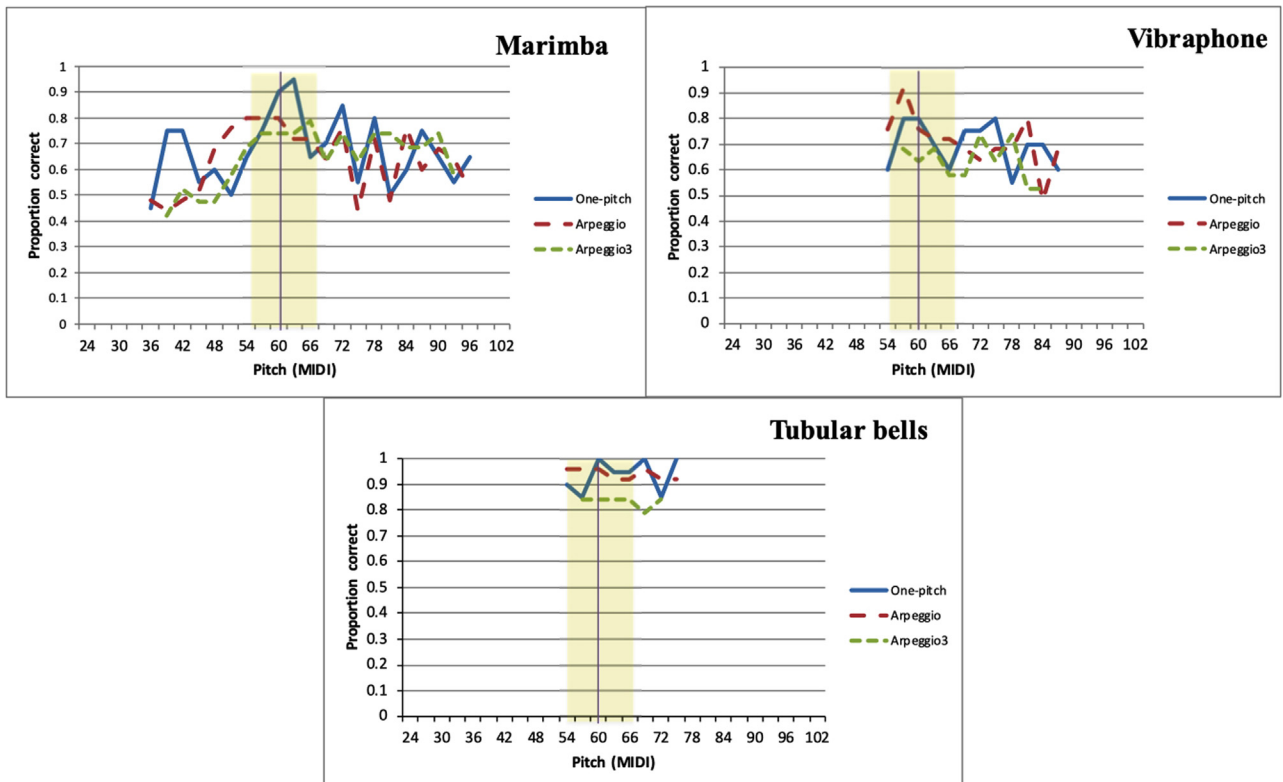 Marimba
1
0.9
0.8
0.7
0.6
0.5
0.4
0.3
0.2
0.1
0
Proportion correct
24 30 36 42 48 54 60 66 72 78 84 90 96 102
Pitch (MIDI)
One-pitch
Arpeggio
Arpeggio3
Vibraphone
1
0.9
0.8
0.7
0.6
0.5
0.4
0.3
0.2
0.1
0
Proportion correct
24 30 36 42 48 54 60 66 72 78 84 90 96 102
Pitch (MIDI)
One-pitch
Arpeggio
Arpeggio3
Tubular bells
1
0.9
0.8
0.7
0.6
0.5
0.4
0.3
0.2
0.1
0
Proportion correct
24 30 36 42 48 54 60 66 72 78 84 90 96 102
Pitch (MIDI)
One-pitch
Arpeggio
Arpeggio3